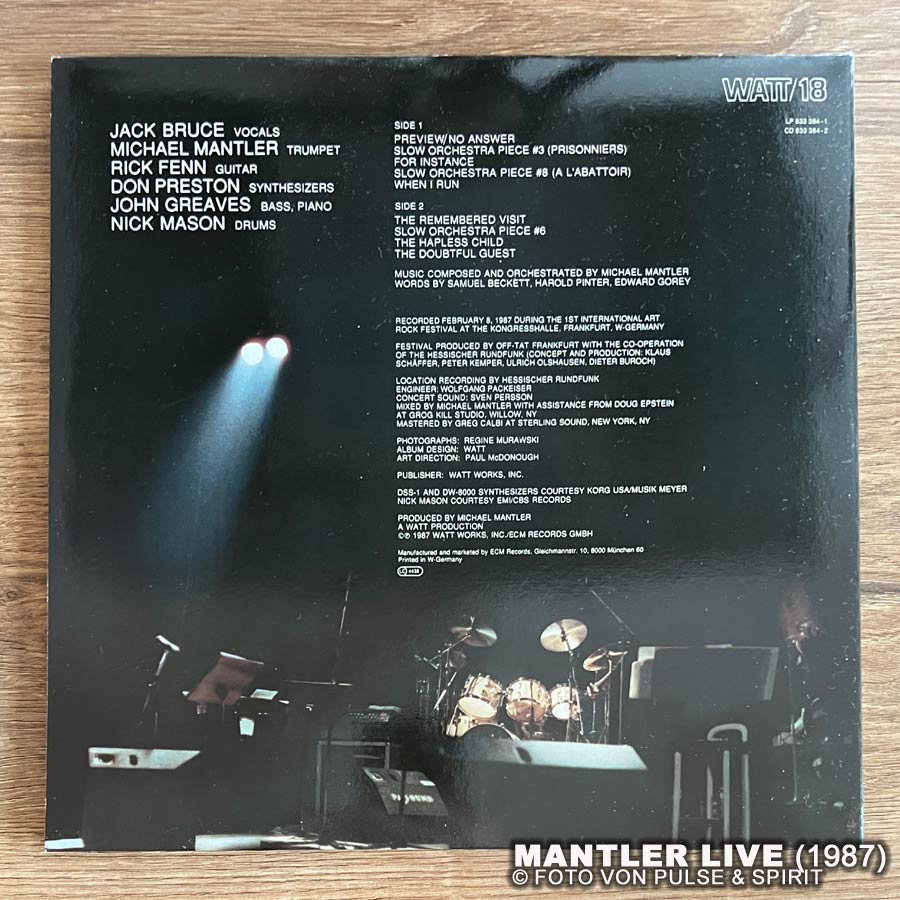 WATT/18
LP 833 384-1
CD 833 384-2
JACK BRUCE VOCALS
MICHAEL MANTLER TRUMPET
RICK FENN GUITAR
DON PRESTON SYNTHESIZERS
JOHN GREAVES BASS, PIANO
NICK MASON DRUMS
SIDE 1
PREVIEW/NO ANSWER
SLOW ORCHESTRA PIECE #3 (PRISONNIERS)
FOR INSTANCE
SLOW ORCHESTRA PIECE #8 (A L'ABATTOIR)
WHEN I RUN
SIDE 2
THE REMEMBERED VISIT
SLOW ORCHESTRA PIECE #6
THE HAPLESS CHILD
THE DOUBTFUL GUEST
MUSIC COMPOSED AND ORCHESTRATED BY MICHAEL MANTLER
WORDS BY SAMUEL BECKETT, HAROLD PINTER, EDWARD GOREY
RECORDED FEBRUARY 8, 1987 DURING THE 1ST INTERNATIONAL ART
ROCK FESTIVAL AT THE KONGRESSHALLE, FRANKFURT, W-GERMANY
FESTIVAL PRODUCED BY OFF-TAT FRANKFURT WITH THE CO-OPERATION
OF THE HESSISCHER RUNDFUNK (CONCEPT AND PRODUCTION: KLAUS
SCHÄFFER, PETER KEMPER, ULRICH OLSHAUSEN, DIETER BUROCH)
LOCATION RECORDING BY HESSISCHER RUNDFUNK
ENGINEER: WOLFGANG PACKEISER
CONCERT SOUND: SVEN PERSSON
MIXED BY MICHAEL MANTLER WITH ASSISTANCE FROM DOUG EPSTEIN
AT GROG KILL STUDIO, WILLOW, NY
MASTERED BY GREG CALBI AT STERLING SOUND, NEW YORK, NY
PHOTOGRAPHS: REGINE MURAWSKI
ALBUM DESIGN: WATT
ART DIRECTION: PAUL McDONOUGH
PUBLISHER: WATT WORKS, INC.
DSS-1 AND DW-8000 SYNTHESIZERS COURTESY KORG USA/MUSIK MEYER
NICK MASON COURTESY EMI/CBS RECORDS
PRODUCED BY MICHAEL MANTLER
A WATT PRODUCTION
©℗ 1987 WATT WORKS, INC./ECM RECORDS GMBH
Manufactured and marketed by ECM Records, Gleichmannstr. 10, 8000 München 60
Printed in W-Germany
LC 4436
MANTLER LIVE (1987)
© FOTO VON PULSE & SPIRIT